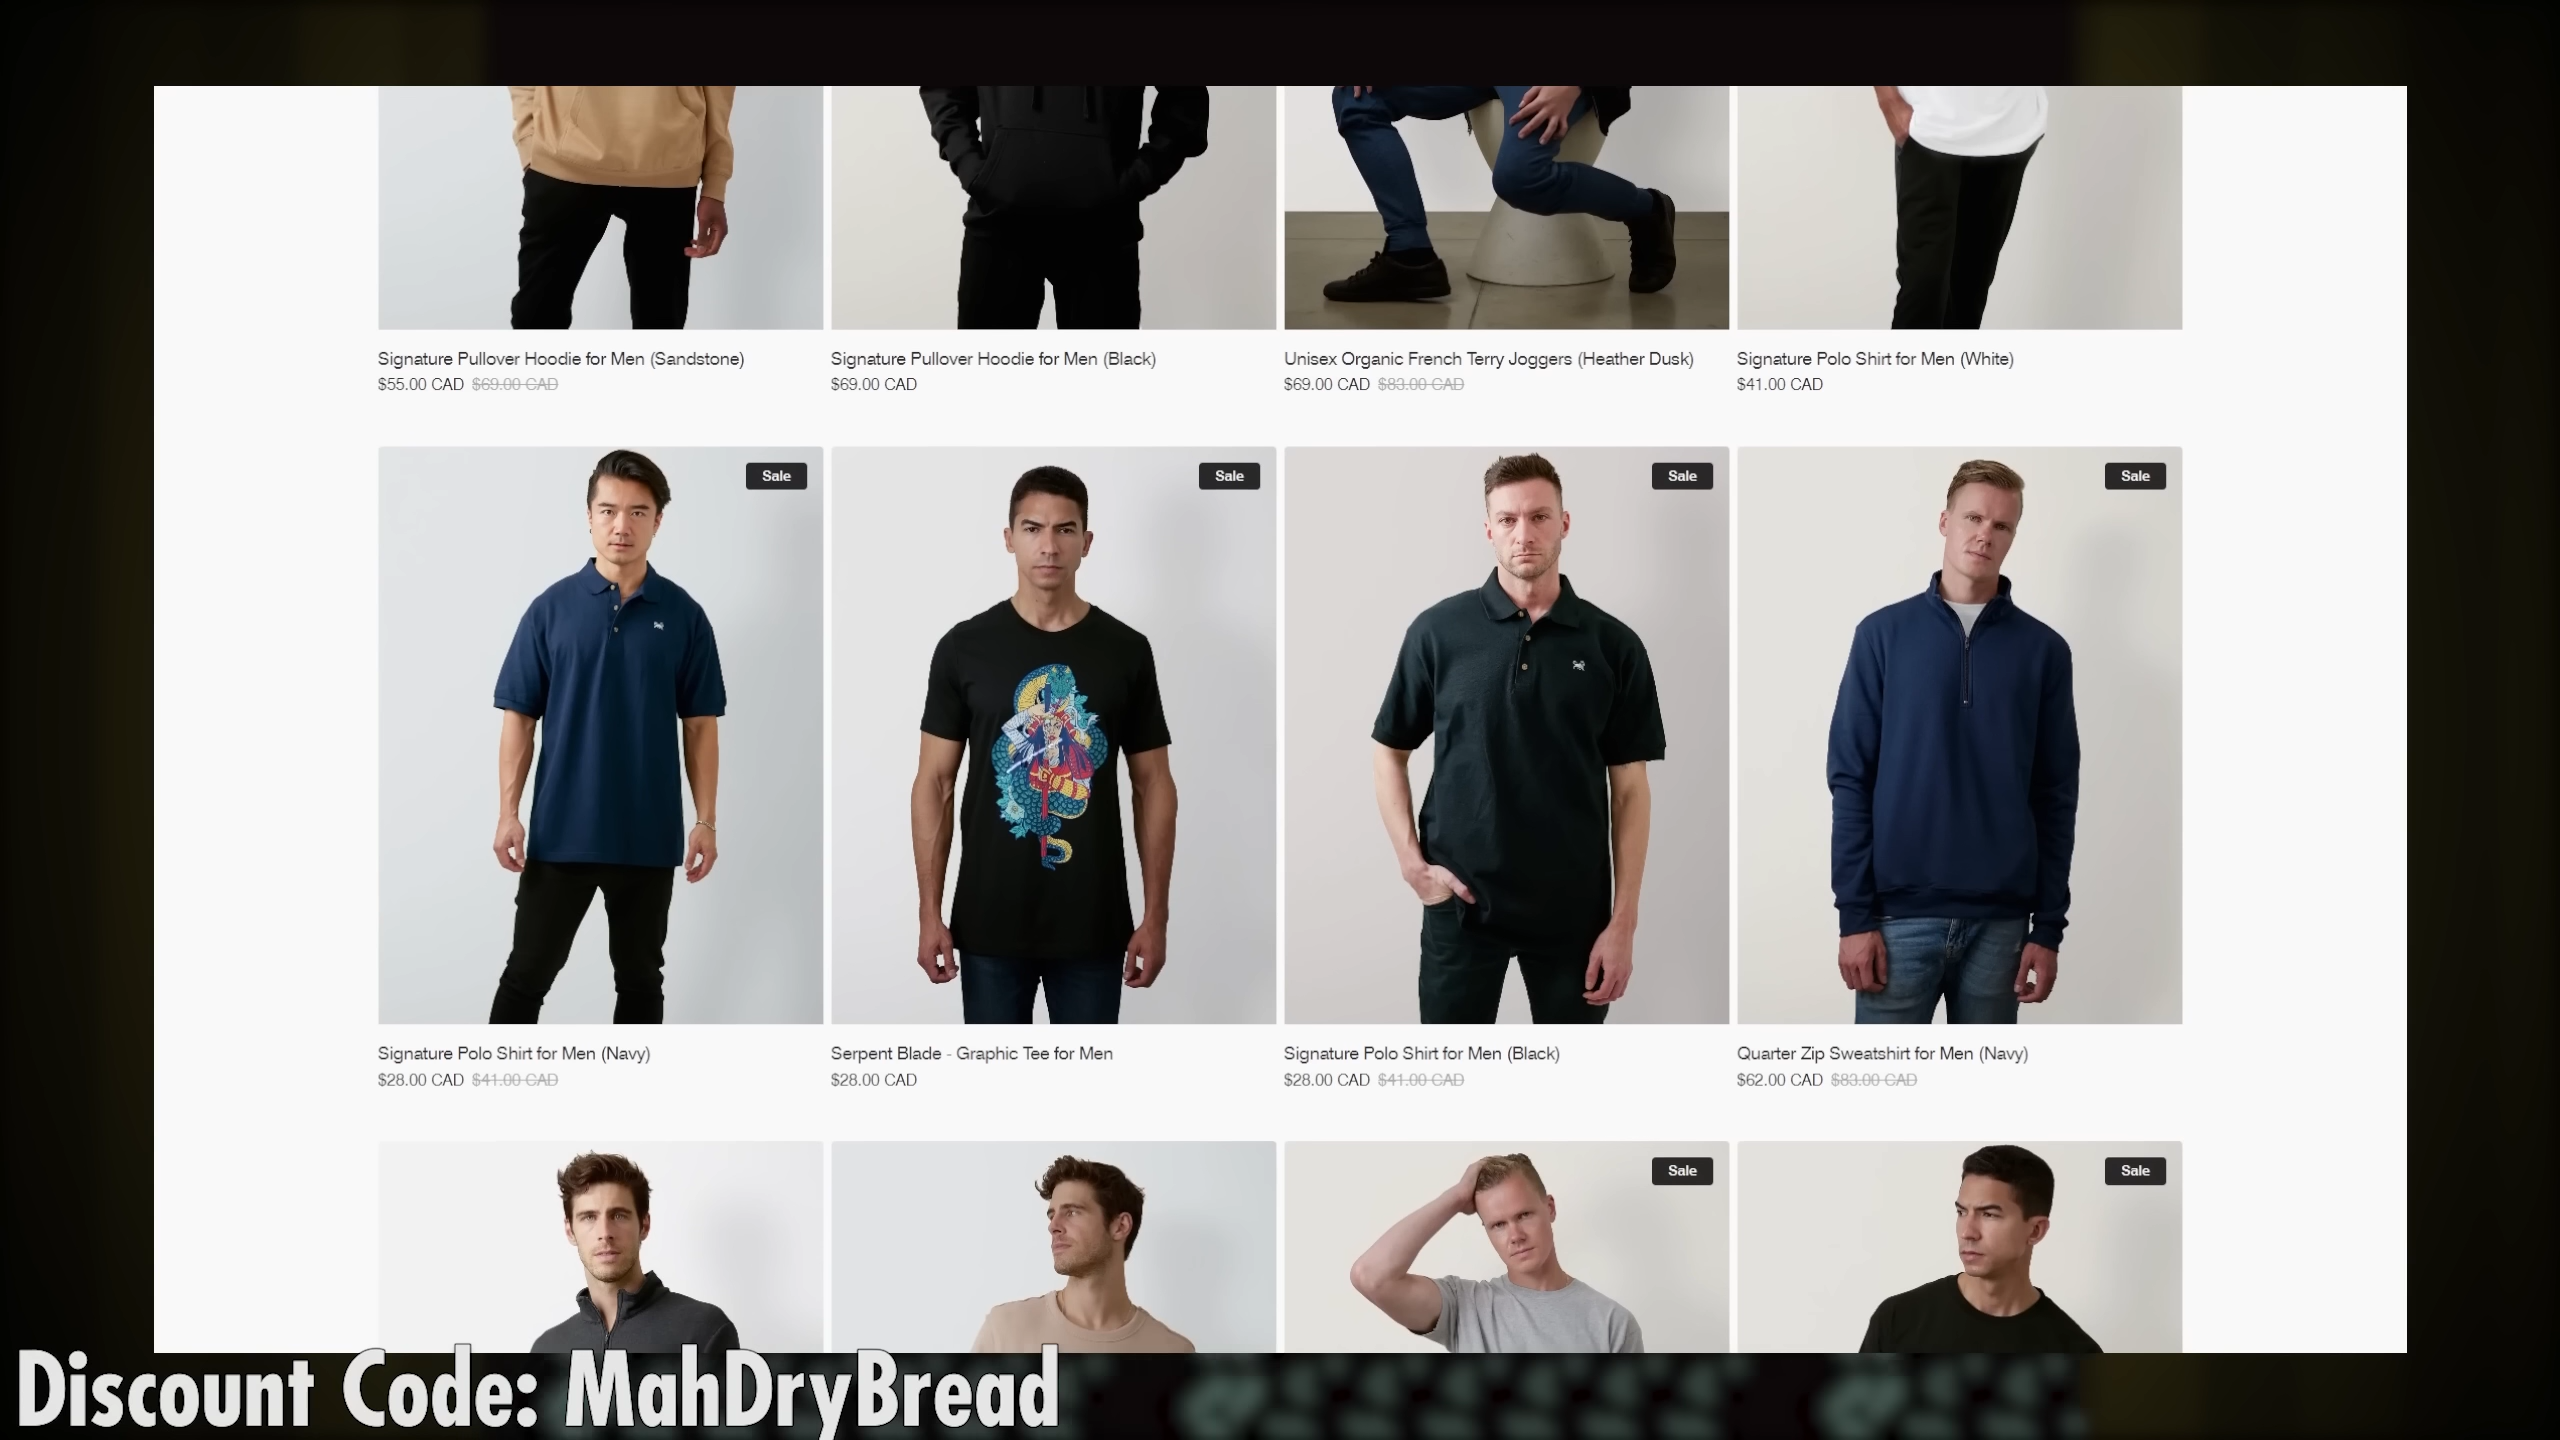 Signature Pullover Hoodie for Men (Sandstone)
$55.00 CAD $69.00 CAD
Signature Pullover Hoodie for Men (Black)
$69.00 CAD
Unisex Organic French Terry Joggers (Heather Dusk)
$69.00 CAD $83.00 CAD
Signature Polo Shirt for Men (White)
$41.00 CAD
Sale
Sale
Sale
Sale
Signature Polo Shirt for Men (Navy)
$28.00 CAD $41.00 CAD
Serpent Blade - Graphic Tee for Men
$28.00 CAD
Signature Polo Shirt for Men (Black)
$28.00 CAD $41.00 CAD
Quarter Zip Sweatshirt for Men (Navy)
$62.00 CAD $83.00 CAD
Sale
Sale
Discount Code: MahDryBread